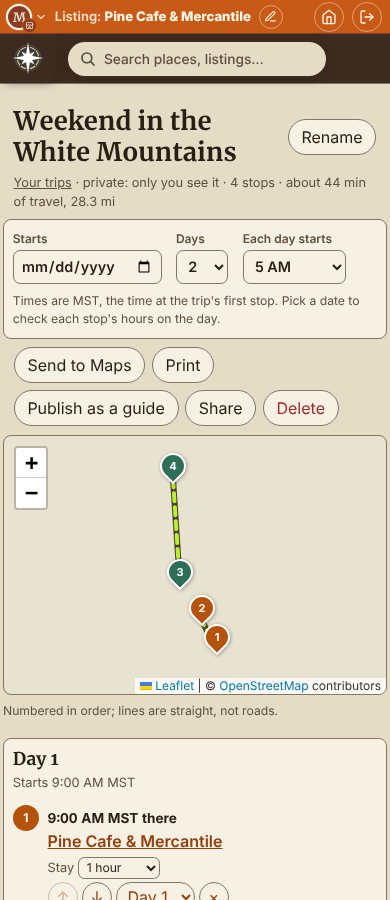 M
Listing: Pine Cafe & Mercantile
Search places, listings...
Weekend in the
White Mountains
Rename
Your trips · private: only you see it · 4 stops · about 44 min
of travel, 28.3 mi
Starts
Days
Each day starts
mm/dd/yyyy
2
5 AM
Times are MST, the time at the trip's first stop. Pick a date to
check each stop's hours on the day.
Send to Maps
Print
Publish as a guide
Share
Delete
+
−
4
3
2
1
Leaflet | © OpenStreetMap contributors
Numbered in order; lines are straight, not roads.
Day 1
Starts 9:00 AM MST
1
9:00 AM MST there
Pine Cafe & Mercantile
Stay 1 hour
↑ ↓ Day 1 ×